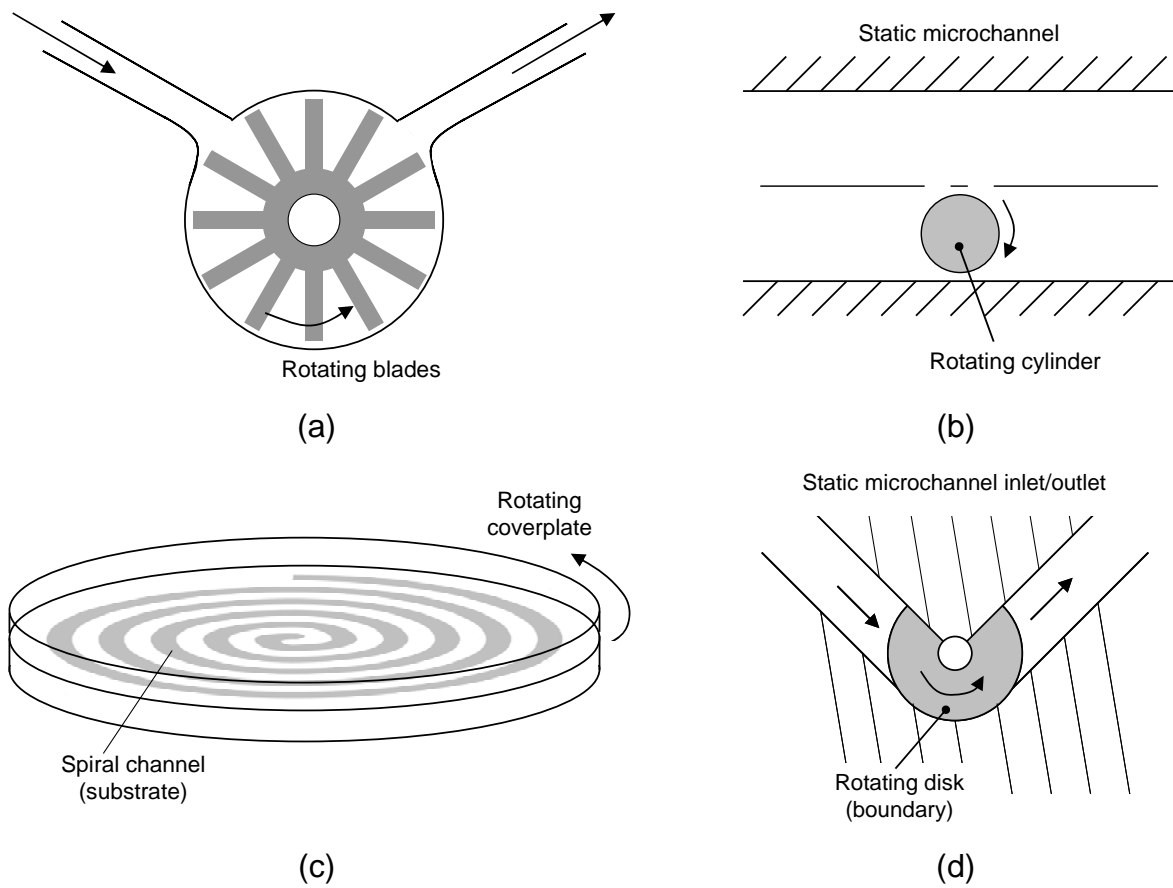 Rotating blades
(a)
Static microchannel
Rotating cylinder
(b)
Rotating
coverplate
Spiral channel
(substrate)
(c)
Static microchannel inlet/outlet
Rotating disk
(boundary)
(d)